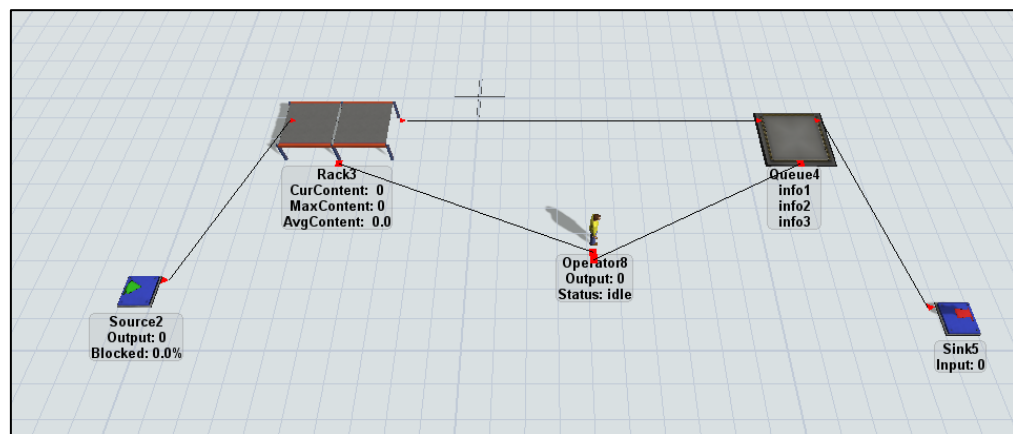 Rack3
CurContent: 0
MaxContent: 0
AvgContent: 0.0
Queue4
info1
info2
info3
Operator8
Output: 0
Status: idle
Source2
Output: 0
Blocked: 0.0%
Sink5
Input: 0